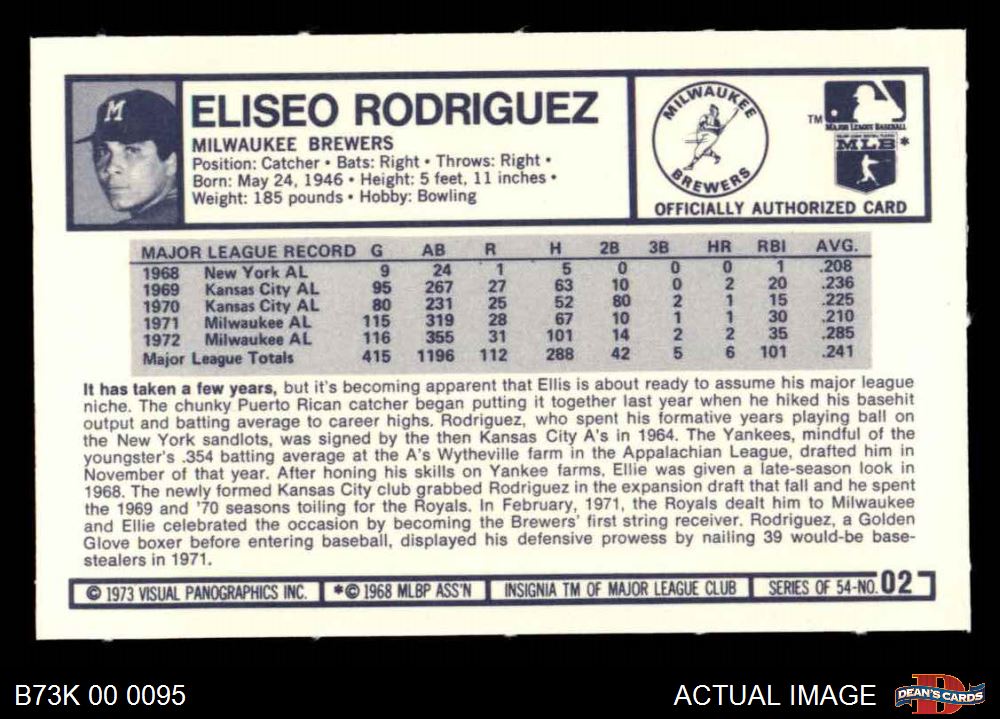 M
ELISEO RODRIGUEZ
MILWAUKEE BREWERS
Position: Catcher • Bats: Right • Throws: Right •
Born: May 24, 1946 • Height: 5 feet, 11 inches •
Weight: 185 pounds • Hobby: Bowling
MILWAUKEE
BREWERS
TM
MAJOR LEAGUE BASEBALL
MLB *
OFFICIALLY AUTHORIZED CARD
MAJOR LEAGUE RECORD G AB R H 2B 3B HR RBI AVG.
1968 New York AL 9 24 1 5 0 0 0 1 .208
1969 Kansas City AL 95 267 27 63 10 0 2 20 .236
1970 Kansas City AL 80 231 25 52 80 2 1 15 .225
1971 Milwaukee AL 115 319 28 67 10 1 1 30 .210
1972 Milwaukee AL 116 355 31 101 14 2 2 35 .285
Major League Totals 415 1196 112 288 42 5 6 101 .241
It has taken a few years, but it's becoming apparent that Ellis is about ready to assume his major league
niche. The chunky Puerto Rican catcher began putting it together last year when he hiked his basehit
output and batting average to career highs. Rodriguez, who spent his formative years playing ball on
the New York sandlots, was signed by the then Kansas City A's in 1964. The Yankees, mindful of the
youngster's .354 batting average at the A's Wytheville farm in the Appalachian League, drafted him in
November of that year. After honing his skills on Yankee farms, Ellie was given a late-season look in
1968. The newly formed Kansas City club grabbed Rodriguez in the expansion draft that fall and he spent
the 1969 and '70 seasons toiling for the Royals. In February, 1971, the Royals dealt him to Milwaukee
and Ellie celebrated the occasion by becoming the Brewers' first string receiver. Rodriguez, a Golden
Glove boxer before entering baseball, displayed his defensive prowess by nailing 39 would-be base-
stealers in 1971.
© 1973 VISUAL PANOGRAPHICS INC. *© 1968 MLBP ASS'N INSIGNIA TM OF MAJOR LEAGUE CLUB SERIES OF 54-NO. 02
B73K 00 0095
ACTUAL IMAGE
DEAN'S CARDS